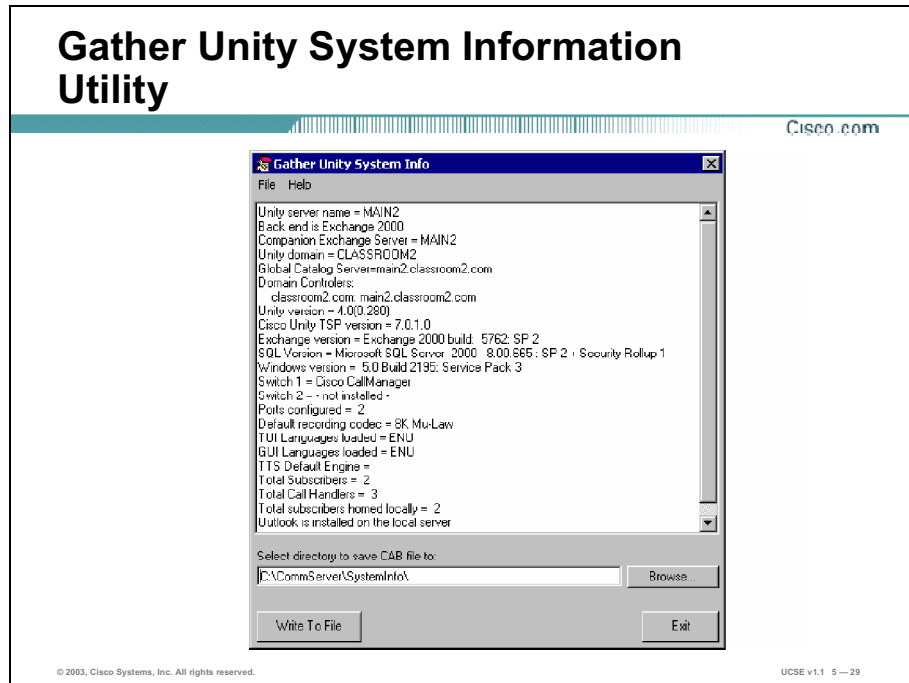 Gather Unity System Information
Utility
Cisco.com
Gather Unity System Info
File Help
Unity server name = MAIN2
Back end is Exchange 2000
Companion Exchange Server = MAIN2
Unity domain = CLASSROOM2
Global Catalog Server=main2.classroom2.com
Domain Controlers:
classroom2.com: main2.classroom2.com
Unity version = 4.0(0.280)
Cisco Unity TSP version = 7.0.1.0
Exchange version = Exchange 2000 build: 5762: SP 2
SQL Version = Microsoft SQL Server 2000 8.00.665 : SP 2 + Security Rollup 1
Windows version = 5.0 Build 2195: Service Pack 3
Switch 1 = Cisco CallManager
Switch 2 = - not installed -
Ports configured = 2
Default recording codec = 8K Mu-Law
TUI Languages loaded = ENU
GUI Languages loaded = ENU
TTS Default Engine =
Total Subscribers = 2
Total Call Handlers = 3
Total subscribers homed locally = 2
Outlook is installed on the local server
Select directory to save CAB file to:
C:\CommServer\SystemInfo\
Browse...
Write To File
Exit
© 2003, Cisco Systems, Inc. All rights reserved.
UCSE v1.1 5 — 29